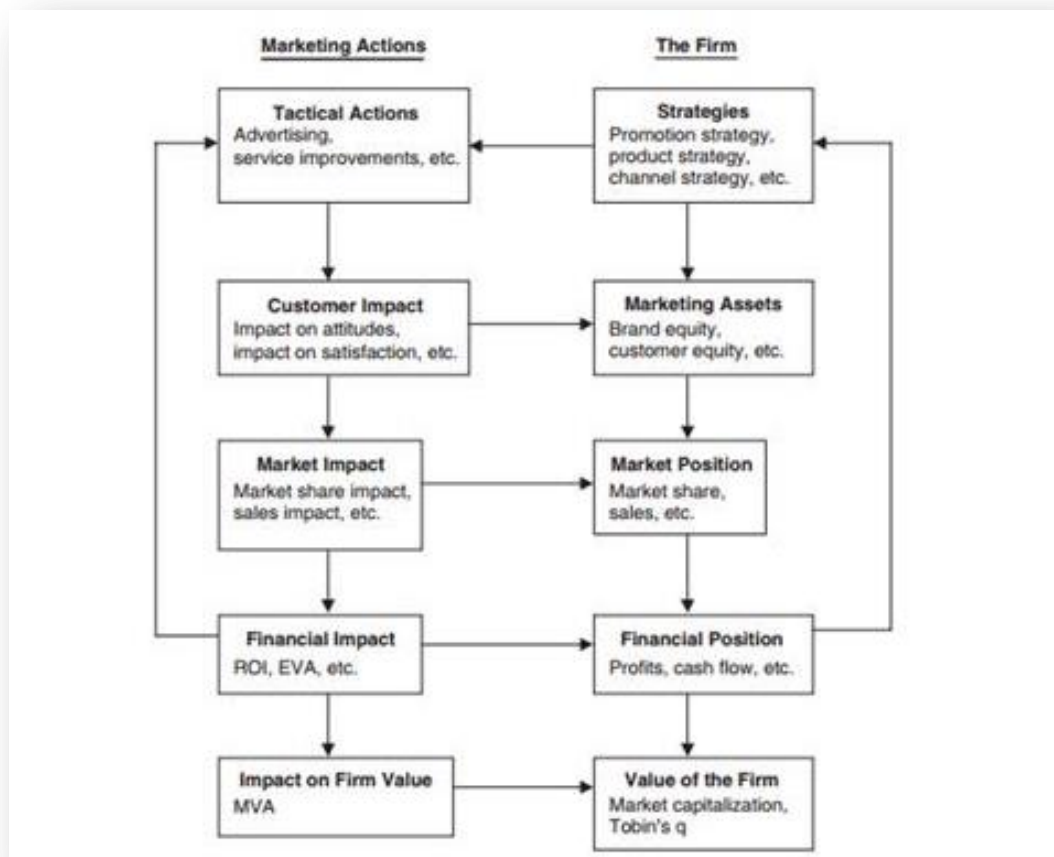 Marketing Actions
The Firm
Tactical Actions
Advertising,
service improvements, etc.
Strategies
Promotion strategy,
product strategy,
channel strategy, etc.
Customer Impact
Impact on attitudes,
impact on satisfaction, etc.
Marketing Assets
Brand equity,
customer equity, etc.
Market Impact
Market share impact,
sales impact, etc.
Market Position
Market share,
sales, etc.
Financial Impact
ROI, EVA, etc.
Financial Position
Profits, cash flow, etc.
Impact on Firm Value
MVA
Value of the Firm
Market capitalization,
Tobin's q